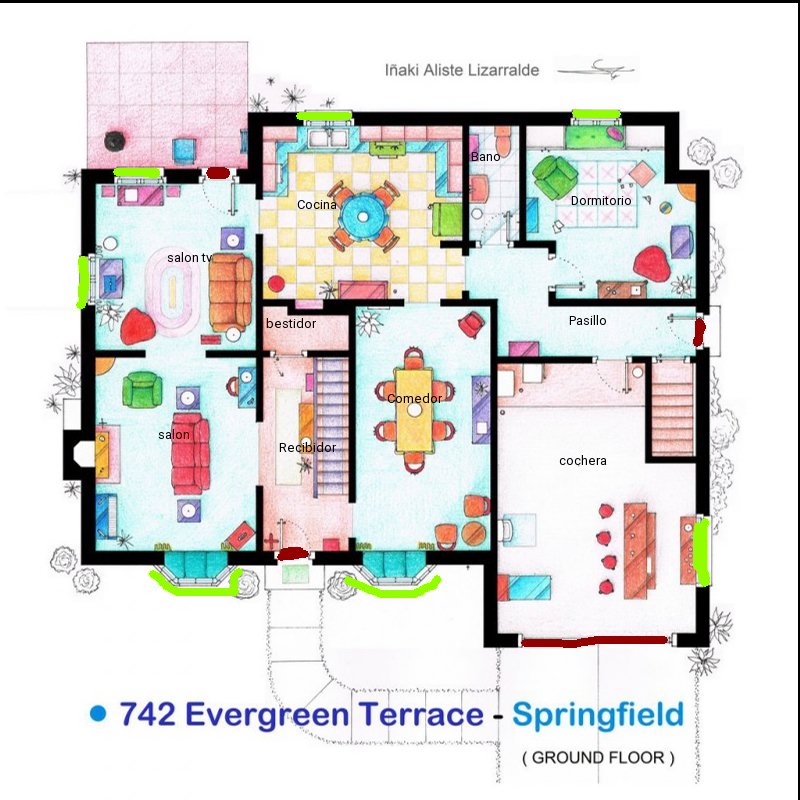 Iñaki Aliste Lizarralde
Bano
Cocina
Dormitorio
salon tv
bestidor
Pasillo
Comedor
salon
Recibidor
cochera
• 742 Evergreen Terrace - Springfield
( GROUND FLOOR )